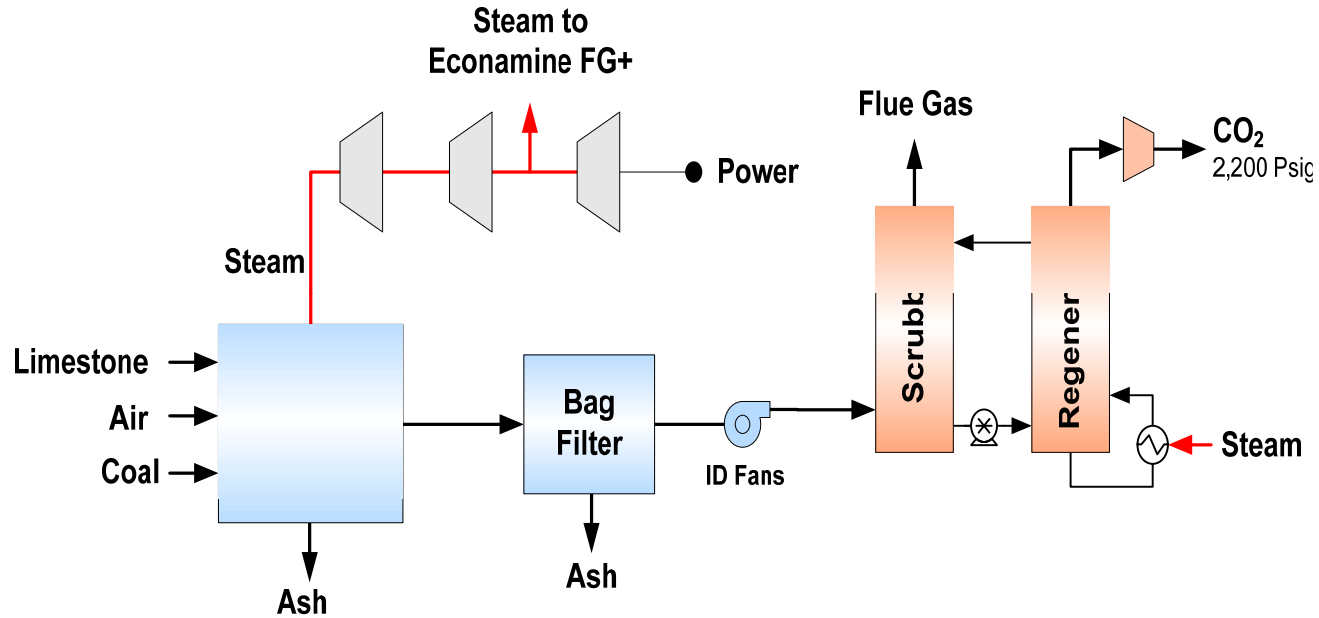 Steam to
Econamine FG+
Flue Gas
CO₂
2,200 Psig
Power
Steam
Limestone
Air
Coal
Bag
Filter
ID Fans
Scrubb
Regener
Steam
Ash
Ash